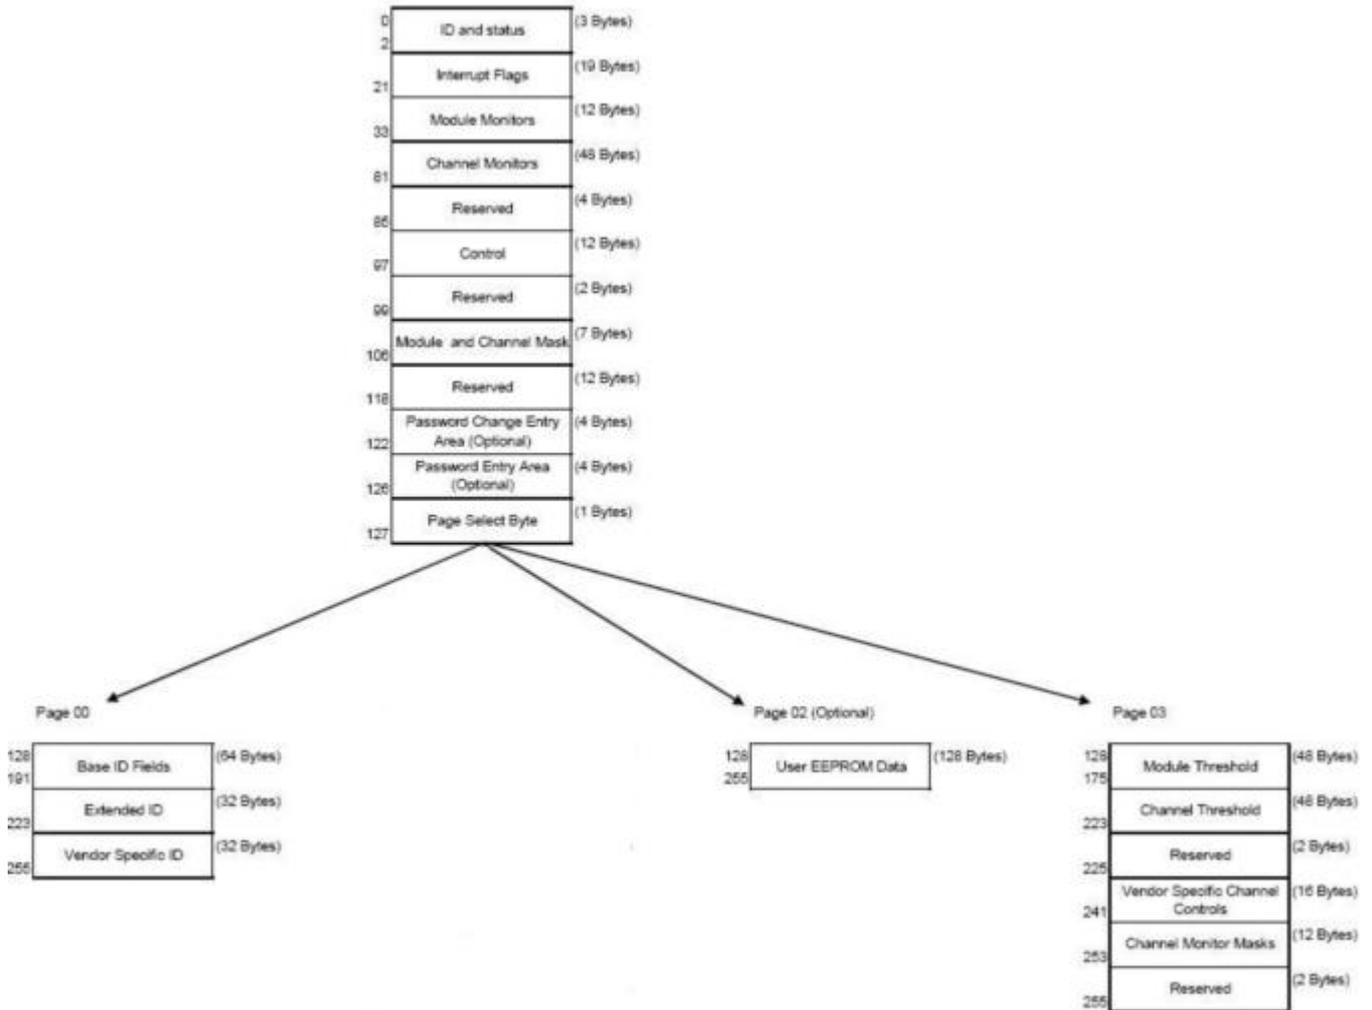 0 ID and status (3 Bytes)
2
Interrupt Flags (19 Bytes)
21
Module Monitors (12 Bytes)
33
Channel Monitors (48 Bytes)
81
Reserved (4 Bytes)
85
Control (12 Bytes)
97
Reserved (2 Bytes)
99
Module and Channel Mask (7 Bytes)
106
Reserved (12 Bytes)
118
Password Change Entry (4 Bytes)
Area (Optional)
122
Password Entry Area (4 Bytes)
(Optional)
126
Page Select Byte (1 Bytes)
127
Page 00
128 Base ID Fields (64 Bytes)
191
Extended ID (32 Bytes)
223
Vendor Specific ID (32 Bytes)
255
Page 02 (Optional)
128 User EEPROM Data (128 Bytes)
255
Page 03
128 Module Threshold (48 Bytes)
175
Channel Threshold (48 Bytes)
223
Reserved (2 Bytes)
225
Vendor Specific Channel (16 Bytes)
Controls
241
Channel Monitor Masks (12 Bytes)
253
Reserved (2 Bytes)
255